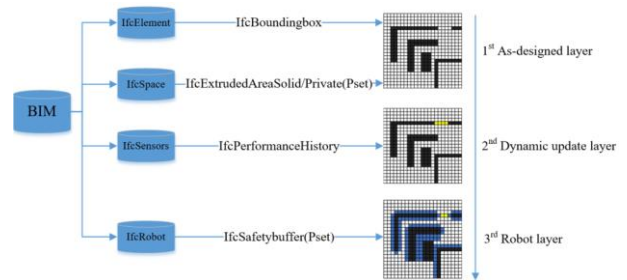 IfcElement
IfcBoundingbox
1st As-designed layer
IfcSpace
IfcExtrudedAreaSolid/Private(Pset)
BIM
IfcSensors
IfcPerformanceHistory
2nd Dynamic update layer
IfcRobot
IfcSafetybuffer(Pset)
3rd Robot layer